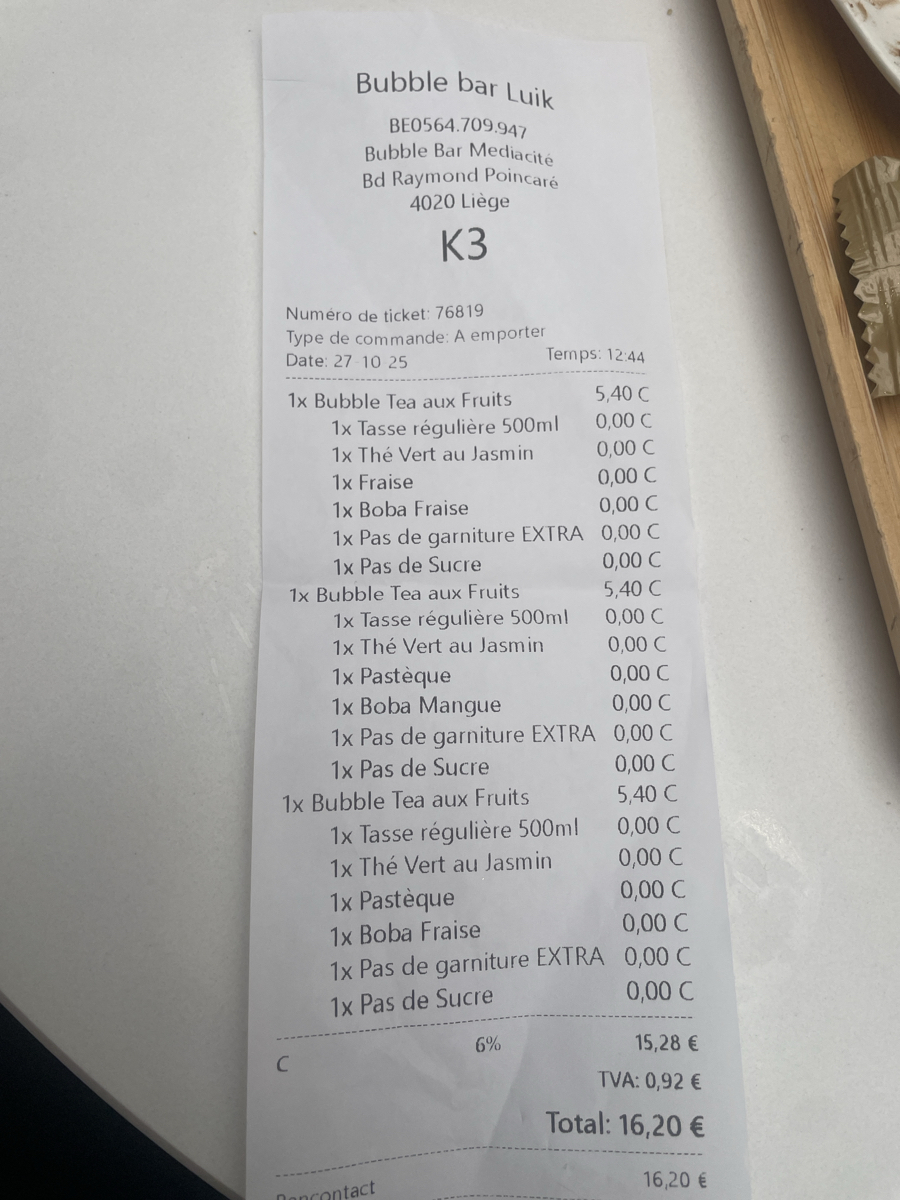 Bubble bar Luik
BE0564.709.947
Bubble Bar Mediacité
Bd Raymond Poincaré
4020 Liège
K3
Numéro de ticket: 76819
Type de commande: A emporter
Date: 27-10-25 Temps: 12:44
1x Bubble Tea aux Fruits 5,40 C
1x Tasse régulière 500ml 0,00 C
1x Thé Vert au Jasmin 0,00 C
1x Fraise 0,00 C
1x Boba Fraise 0,00 C
1x Pas de garniture EXTRA 0,00 C
1x Pas de Sucre 0,00 C
1x Bubble Tea aux Fruits 5,40 C
1x Tasse régulière 500ml 0,00 C
1x Thé Vert au Jasmin 0,00 C
1x Pastèque 0,00 C
1x Boba Mangue 0,00 C
1x Pas de garniture EXTRA 0,00 C
1x Pas de Sucre 0,00 C
1x Bubble Tea aux Fruits 5,40 C
1x Tasse régulière 500ml 0,00 C
1x Thé Vert au Jasmin 0,00 C
1x Pastèque 0,00 C
1x Boba Fraise 0,00 C
1x Pas de garniture EXTRA 0,00 C
1x Pas de Sucre 0,00 C
C 6% 15,28 €
TVA: 0,92 €
Total: 16,20 €
Bancontact 16,20 €